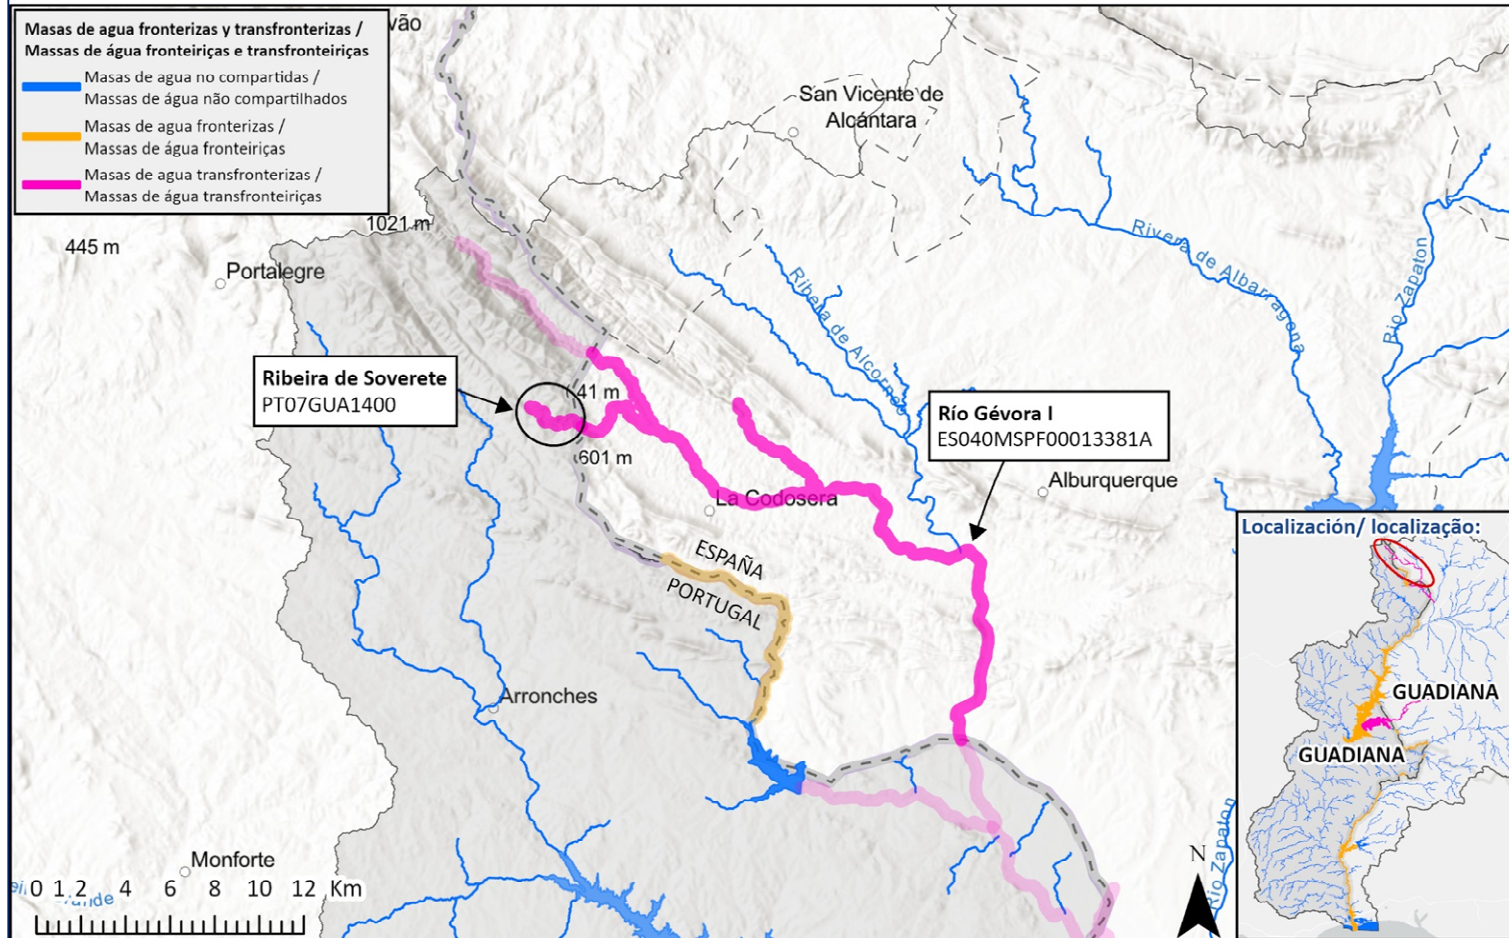 Masas de agua fronterizas y transfronterizas /
Massas de água fronteiriças e transfronteiriças
Masas de agua no compartidas /
Massas de água não compartilhados
Masas de agua fronterizas /
Massas de água fronteiriças
Masas de agua transfronterizas /
Massas de água transfronteiriças
vão
San Vicente de
Alcántara
1021 m
445 m
Portalegre
Rivera de Albarragena
Rio Zapaton
Ribera de Alcorneo
Ribeira de Soverete
PT07GUA1400
41 m
601 m
Río Gévora I
ES040MSPF00013381A
Alburquerque
La Codosera
Localización/ localização:
ESPAÑA
PORTUGAL
Arronches
GUADIANA
GUADIANA
Monforte
N
Rio Zapaton
0 1 2 4 6 8 10 12 Km